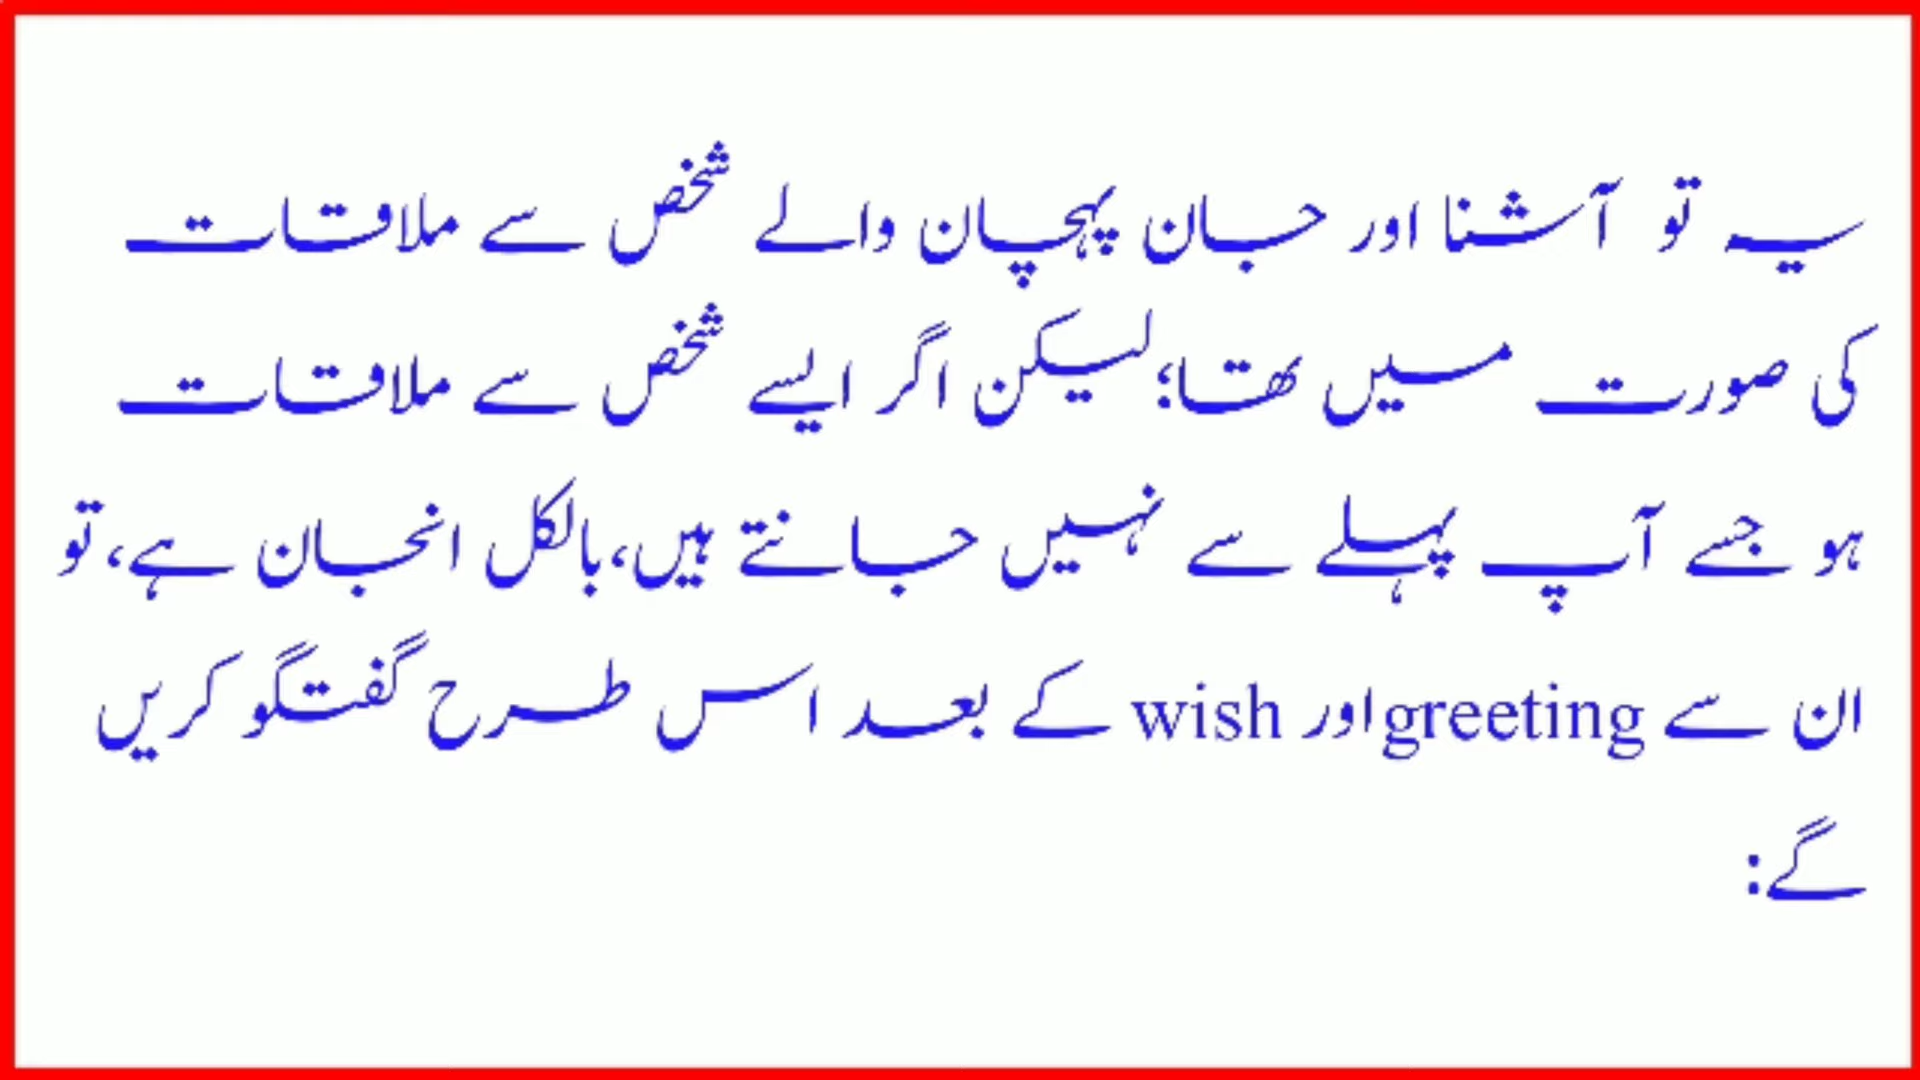 یہ تو آشنا اور جان پہچان والے شخص سے ملاقات
کی صورت میں تھا؛لیکن اگر ایسے شخص سے ملاقات
ہو جسے آپ پہلے سے نہیں جانتے ہیں،بالکل انجان ہے،تو
ان سے greetingاور wish کے بعد اس طرح گفتگو کریں
گے: